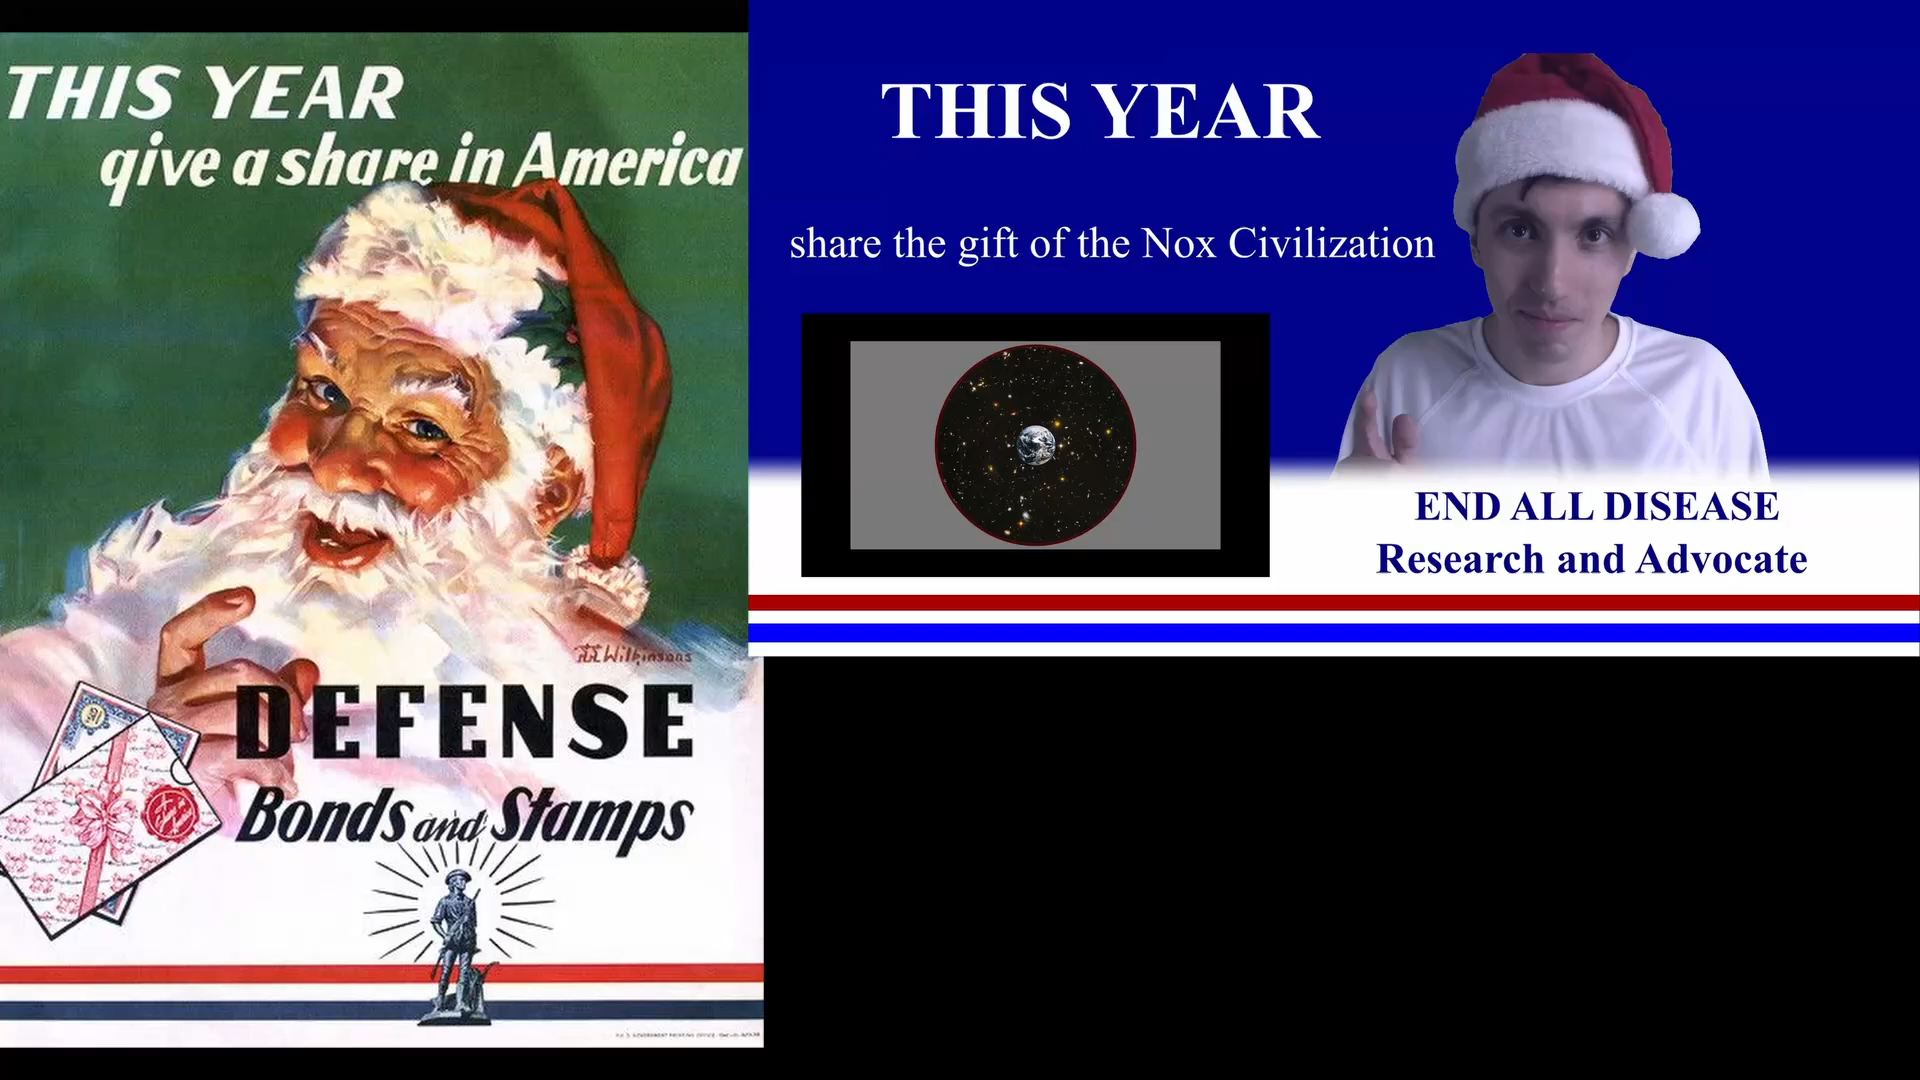 THIS YEAR
give a share in America
R.R. Wilkinsons
DEFENSE
Bonds and Stamps
THIS YEAR
share the gift of the Nox Civilization
END ALL DISEASE
Research and Advocate